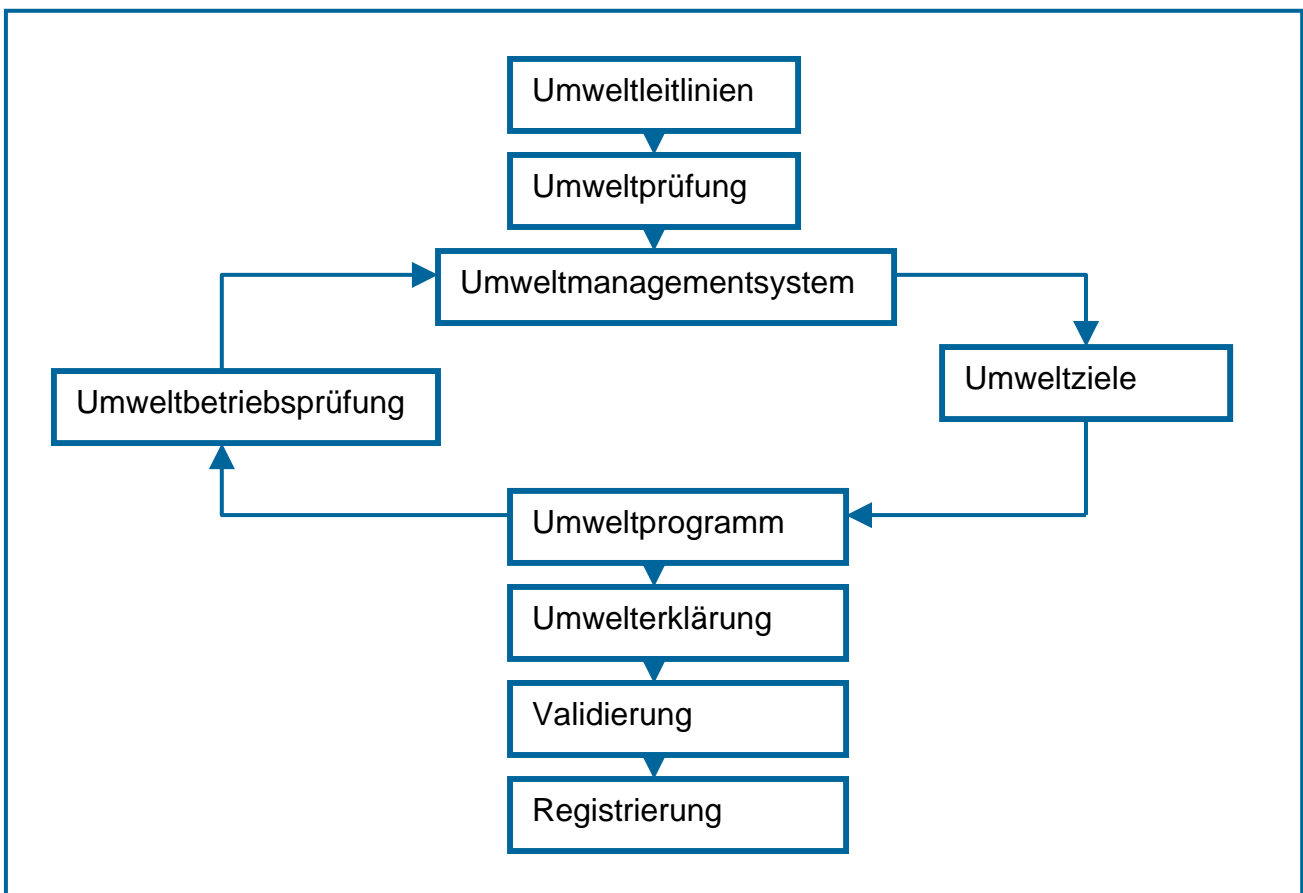 Umweltleitlinien
Umweltprüfung
Umweltmanagementsystem
Umweltziele
Umweltbetriebsprüfung
Umweltprogramm
Umwelterklärung
Validierung
Registrierung